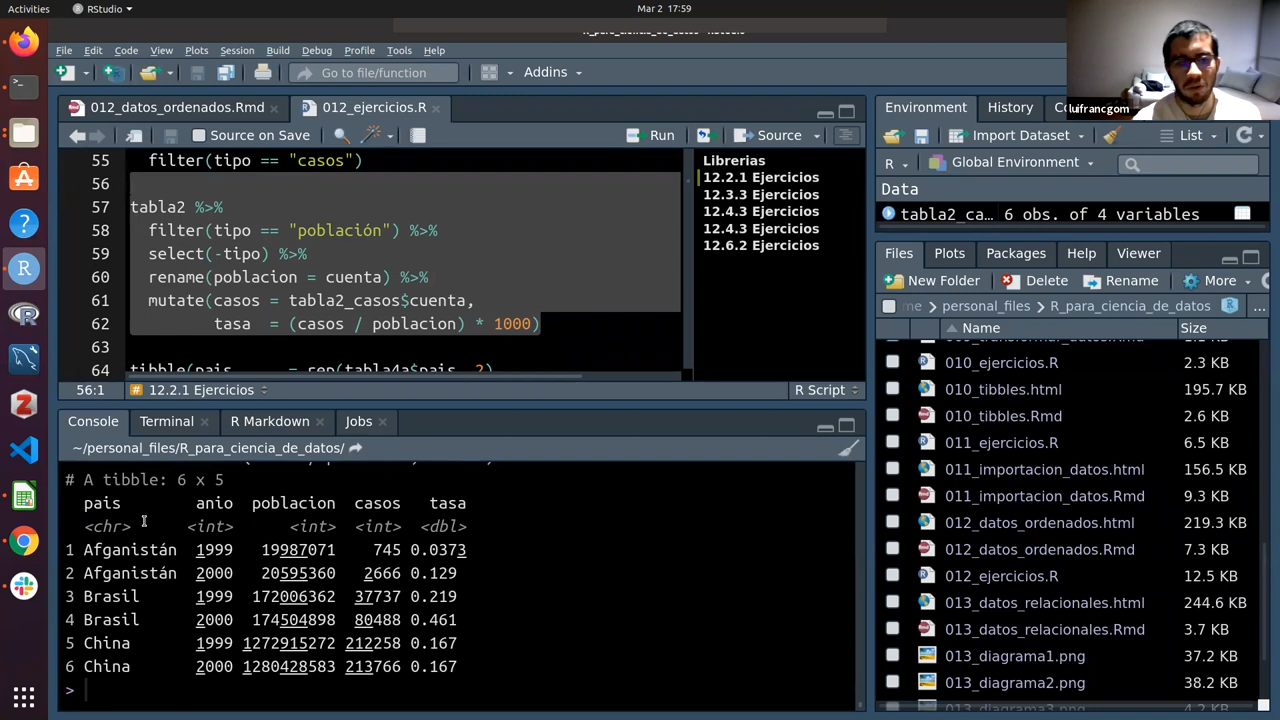 Activities
RStudio
Mar 2 17:59
File Edit Code View Plots Session Build Debug Profile Tools Help
Go to file/function
Addins
012_datos_ordenados.Rmd
012_ejercicios.R
Source on Save
Run
Source
55 filter(tipo == "casos")
56
57 tabla2 %>%
58 filter(tipo == "población") %>%
59 select(-tipo) %>%
60 rename(poblacion = cuenta) %>%
61 mutate(casos = tabla2_casos$cuenta,
62 tasa = (casos / poblacion) * 1000)
63
64 tibble(pais = rep(tabla4a$pais, 2)
56:1
12.2.1 Ejercicios
R Script
Librerias
12.2.1 Ejercicios
12.3.3 Ejercicios
12.4.3 Ejercicios
12.4.3 Ejercicios
12.6.2 Ejercicios
Console Terminal R Markdown Jobs
~/personal_files/R_para_ciencia_de_datos/
# A tibble: 6 x 5
pais anio poblacion casos tasa
<chr> <int> <int> <int> <dbl>
1 Afganistán 1999 19987071 745 0.0373
2 Afganistán 2000 20595360 2666 0.129
3 Brasil 1999 172006362 37737 0.219
4 Brasil 2000 174504898 80488 0.461
5 China 1999 1272915272 212258 0.167
6 China 2000 1280428583 213766 0.167
>
luifrancgom
Environment History
Import Dataset
List
R
Global Environment
Data
tabla2_ca… 6 obs. of 4 variables
Files Plots Packages Help Viewer
New Folder Delete Rename More
me personal_files R_para_ciencia_de_datos ...
Name Size
010_ejercicios.R 2.3 KB
010_tibbles.html 195.7 KB
010_tibbles.Rmd 2.6 KB
011_ejercicios.R 6.5 KB
011_importacion_datos.html 156.5 KB
011_importacion_datos.Rmd 9.3 KB
012_datos_ordenados.html 219.3 KB
012_datos_ordenados.Rmd 7.3 KB
012_ejercicios.R 12.5 KB
013_datos_relacionales.html 244.6 KB
013_datos_relacionales.Rmd 3.7 KB
013_diagrama1.png 37.2 KB
013_diagrama2.png 38.2 KB